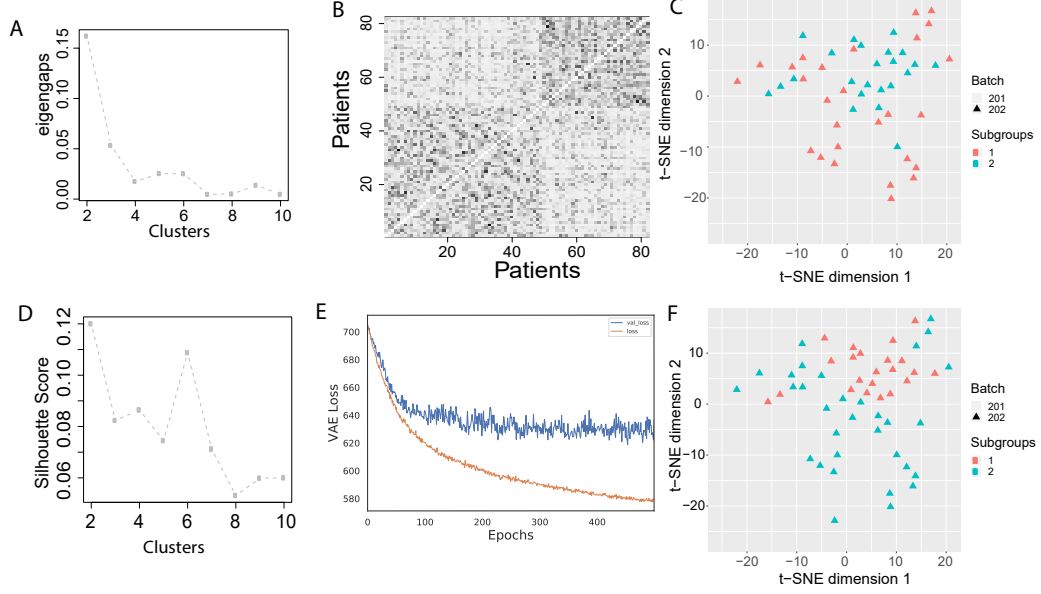 A
eigengaps
0.15
0.10
0.05
0.00
2 4 6 8 10
Clusters
B
Patients
80
60
40
20
20 40 60 80
Patients
C
t−SNE dimension 2
10
0
−10
−20
−20 −10 0 10 20
t−SNE dimension 1
Batch
201
202
Subgroups
1
2
D
Silhouette Score
0.12
0.10
0.08
0.06
2 4 6 8 10
Clusters
E
VAE Loss
700
680
660
640
620
600
580
0 100 200 300 400
Epochs
val_loss
loss
F
t−SNE dimension 2
10
0
−10
−20
−20 −10 0 10 20
t−SNE dimension 1
Batch
201
202
Subgroups
1
2